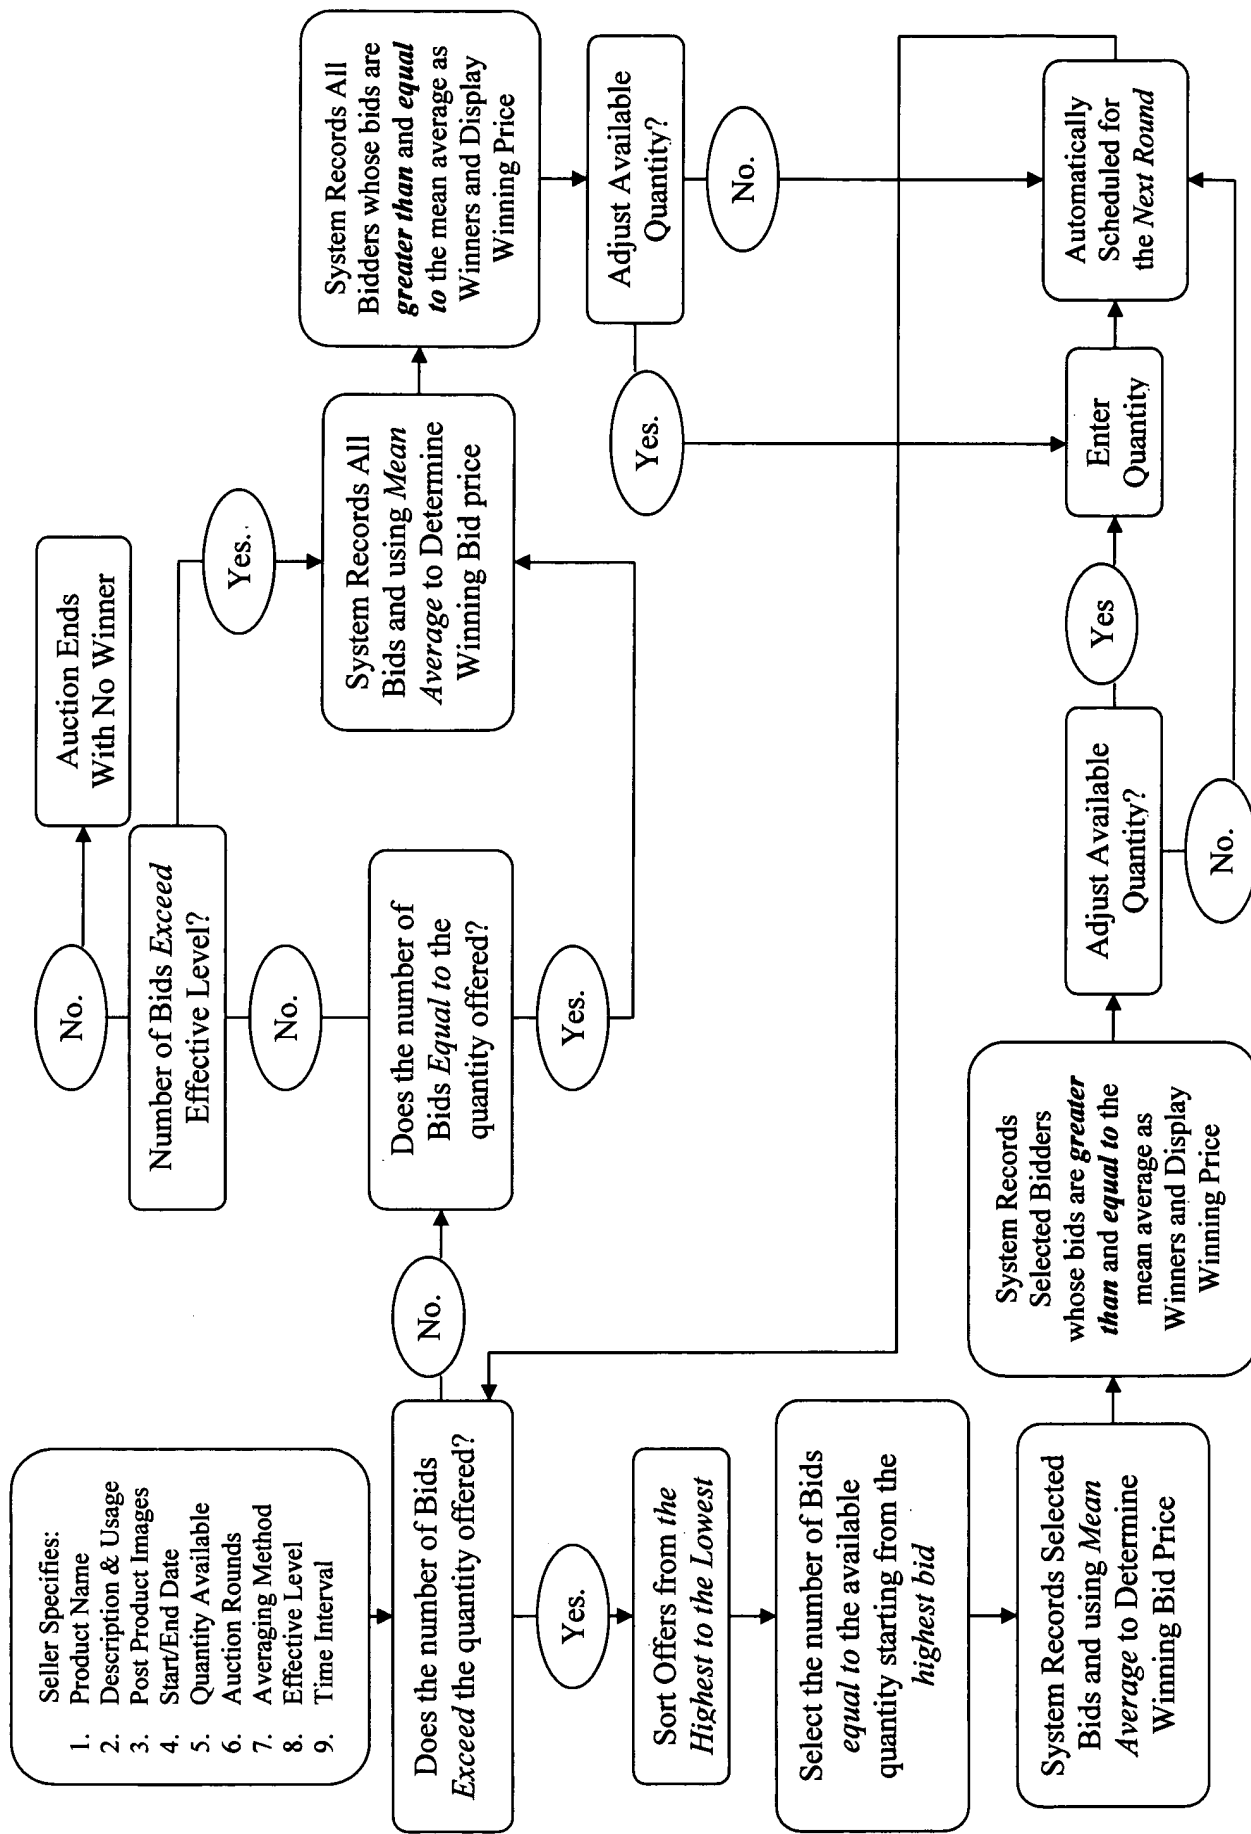 Seller Specifies:
1. Product Name
2. Description & Usage
3. Post Product Images
4. Start/End Date
5. Quantity Available
6. Auction Rounds
7. Averaging Method
8. Effective Level
9. Time Interval
Does the number of Bids
Exceed the quantity offered?
No.
Yes.
Sort Offers from the
Highest to the Lowest
Select the number of Bids
equal to the available
quantity starting from the
highest bid
System Records Selected
Bids and using Mean
Average to Determine
Winning Bid Price
System Records
Selected Bidders
whose bids are greater
than and equal to the
mean average as
Winners and Display
Winning Price
Adjust Available
Quantity?
Yes
No.
Enter
Quantity
Automatically
Scheduled for
the Next Round
Does the number of
Bids Equal to the
quantity offered?
Yes.
No.
Number of Bids Exceed
Effective Level?
No.
Auction Ends
With No Winner
Yes..
System Records All
Bids and using Mean
Average to Determine
Winning Bid price
System Records All
Bidders whose bids are
greater than and equal
to the mean average as
Winners and Display
Winning Price
Adjust Available
Quantity?
Yes.
No.